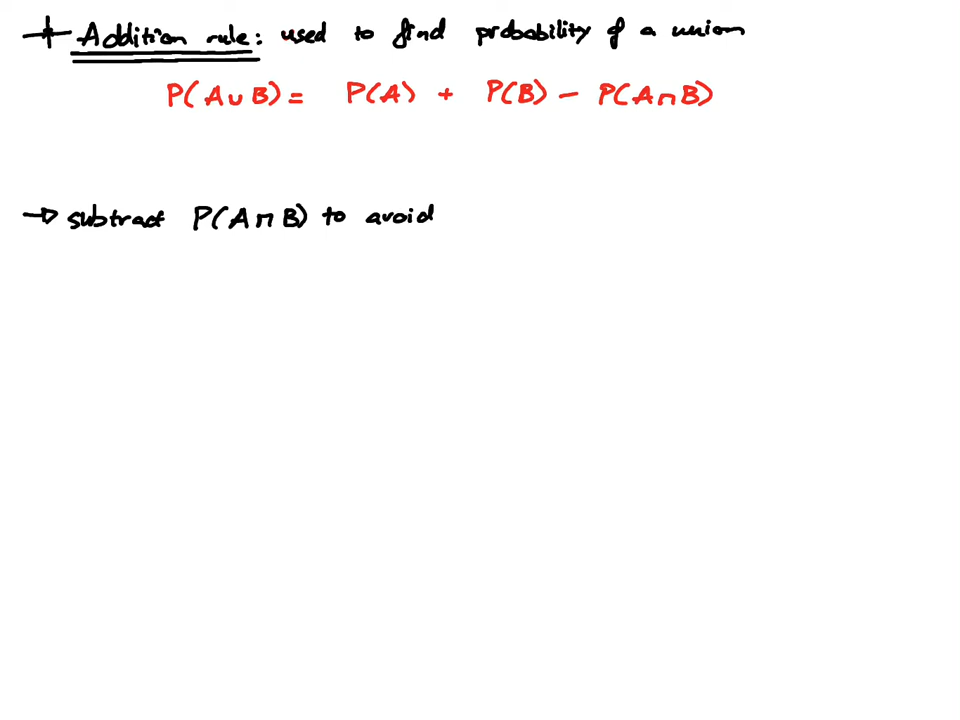 Addition rule: used to find probability of a union
P(A∪B) = P(A) + P(B) − P(A∩B)
→ subtract P(A∩B) to avoid